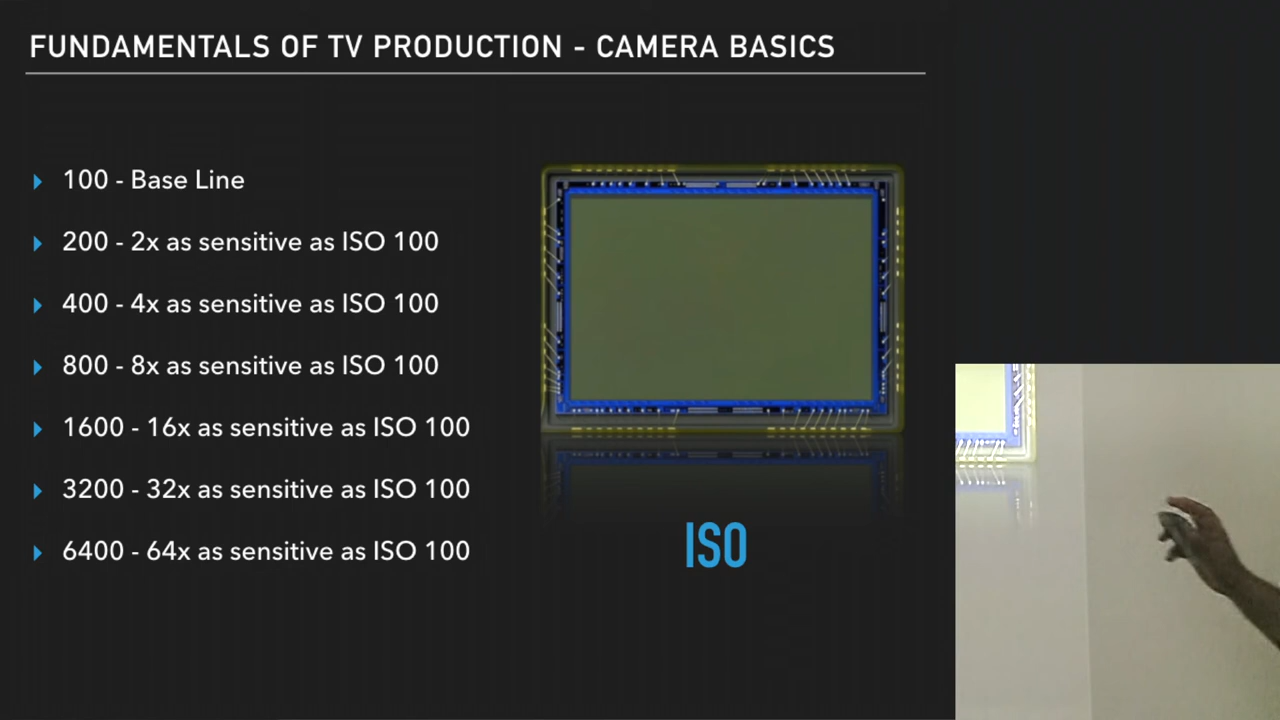 FUNDAMENTALS OF TV PRODUCTION - CAMERA BASICS
100 - Base Line
200 - 2x as sensitive as ISO 100
400 - 4x as sensitive as ISO 100
800 - 8x as sensitive as ISO 100
1600 - 16x as sensitive as ISO 100
3200 - 32x as sensitive as ISO 100
6400 - 64x as sensitive as ISO 100
ISO